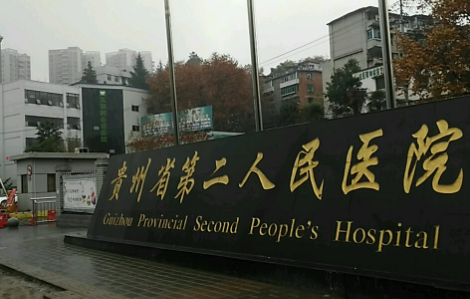 贵州省第二人民医院
Guizhou Provincial Second People's Hospital